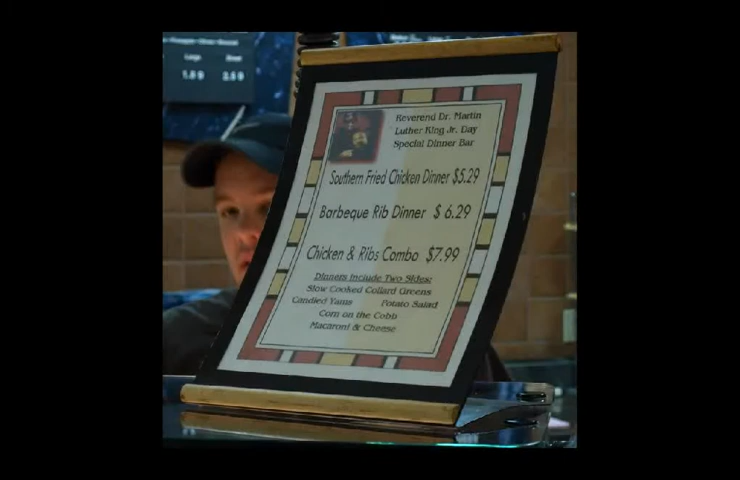 Large Small
Reverend Dr. Martin
Luther King Jr. Day
Special Dinner Bar
Southern Fried Chicken Dinner $5.29
Barbeque Rib Dinner $ 6.29
Chicken & Ribs Combo $7.99
Dinners Include Two Sides:
Slow Cooked Collard Greens
Candied Yams Potato Salad
Corn on the Cobb
Macaroni & Cheese